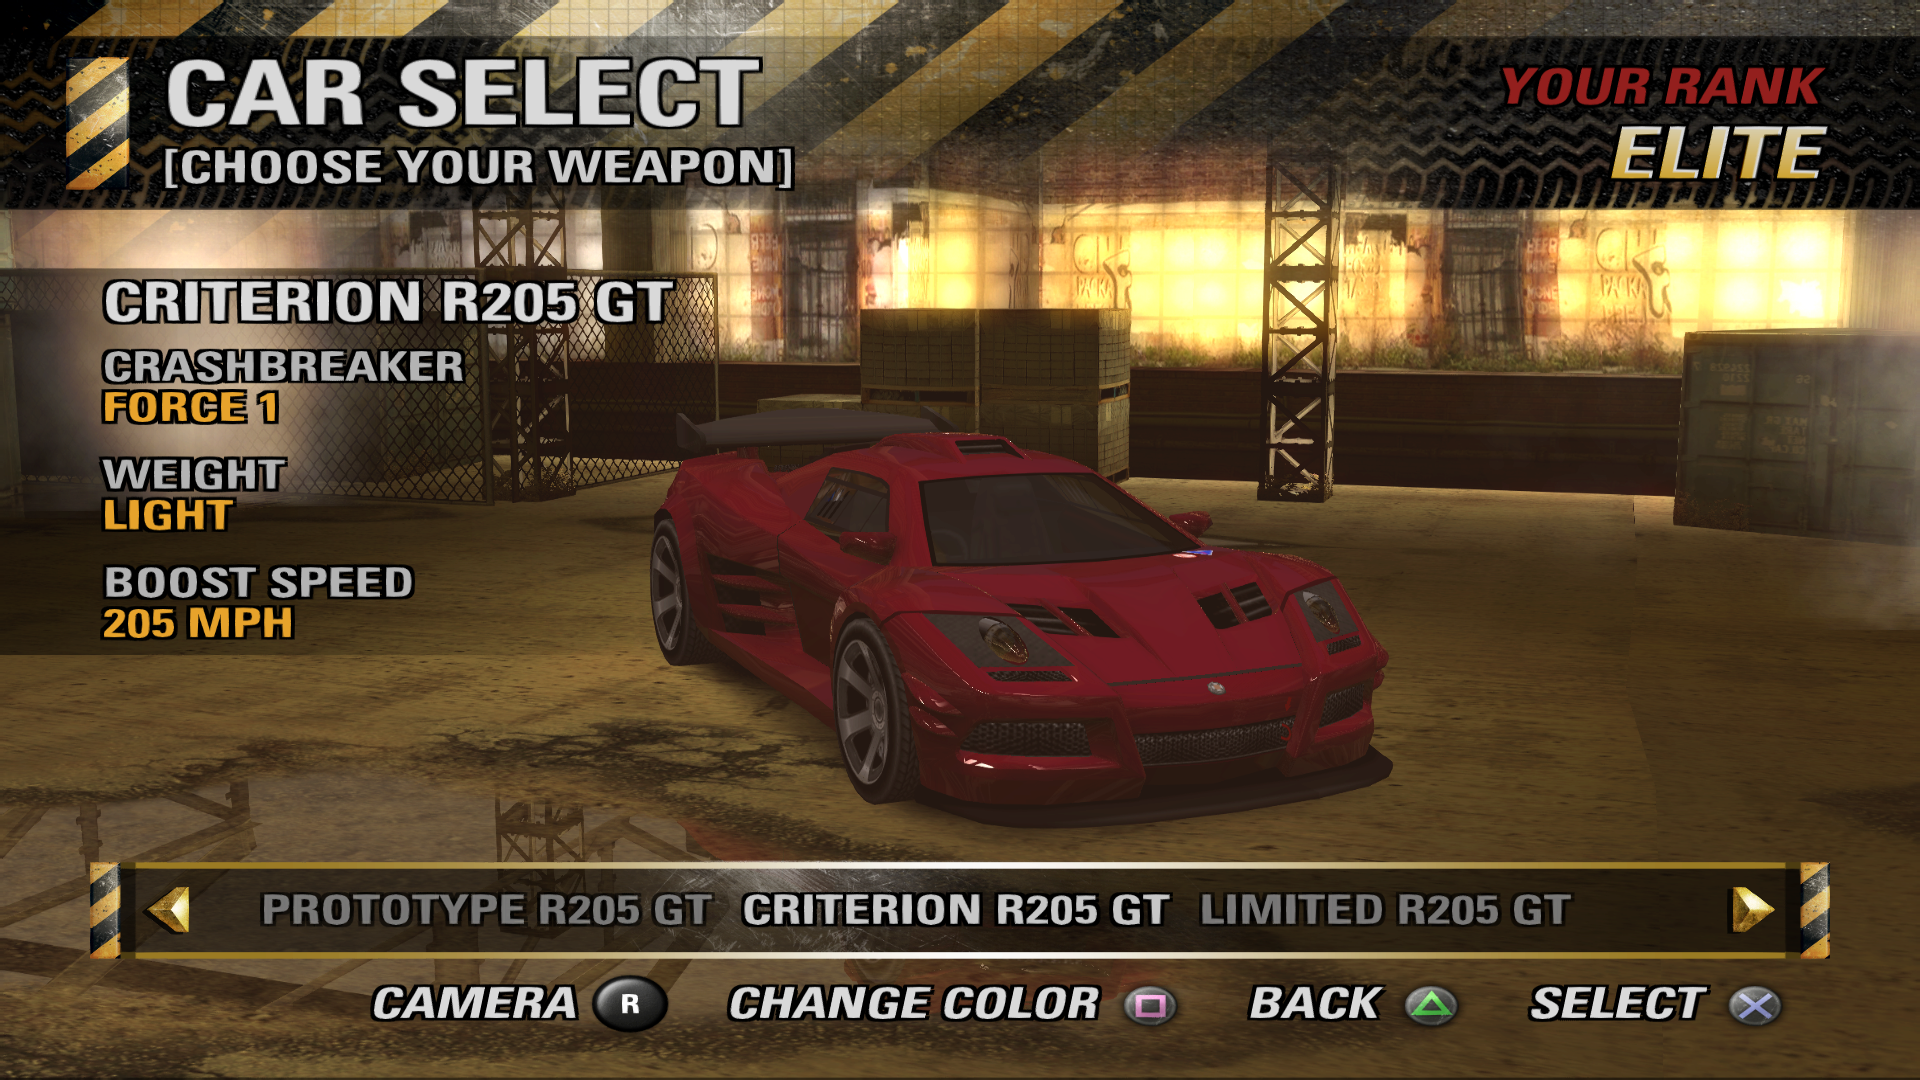 CAR SELECT
[CHOOSE YOUR WEAPON]
YOUR RANK
ELITE
CRITERION R205 GT
CRASHBREAKER
FORCE 1
WEIGHT
LIGHT
BOOST SPEED
205 MPH
PROTOTYPE R205 GT CRITERION R205 GT LIMITED R205 GT
CAMERA R CHANGE COLOR BACK SELECT